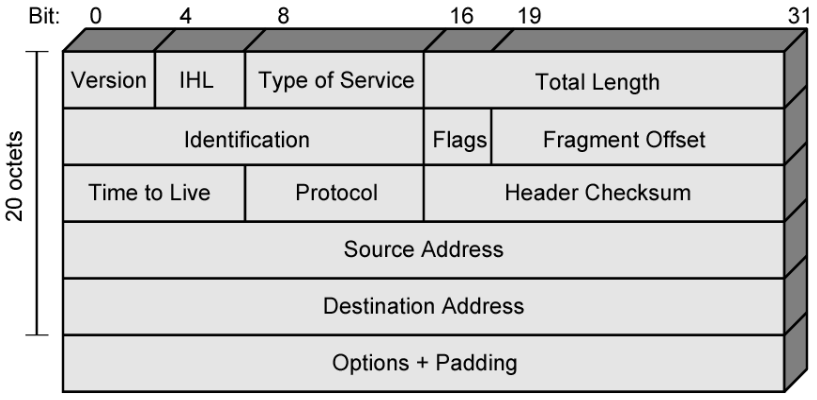 Bit: 0 4 8 16 19 31
Version IHL Type of Service Total Length
Identification Flags Fragment Offset
Time to Live Protocol Header Checksum
Source Address
Destination Address
Options + Padding
20 octets